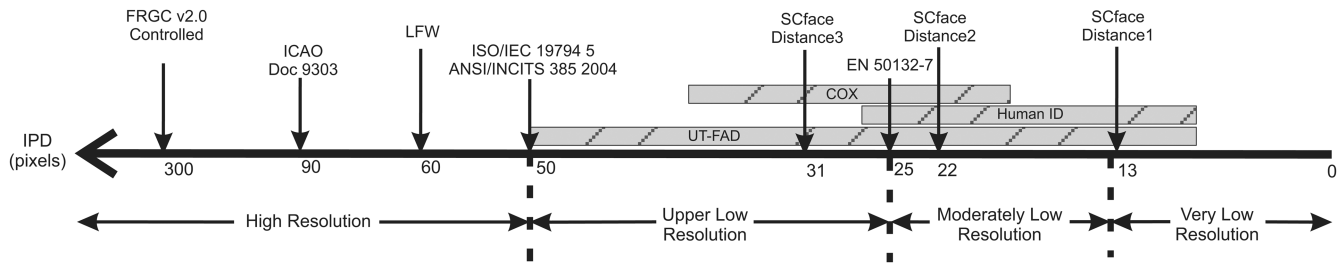 FRGC v2.0
Controlled
ICAO
Doc 9303
LFW
ISO/IEC 19794 5
ANSI/INCITS 385 2004
SCface
Distance3
EN 50132-7
SCface
Distance2
SCface
Distance1
COX
Human ID
UT-FAD
IPD
(pixels)
300
90
60
50
31
25
22
13
0
High Resolution
Upper Low
Resolution
Moderately Low
Resolution
Very Low
Resolution